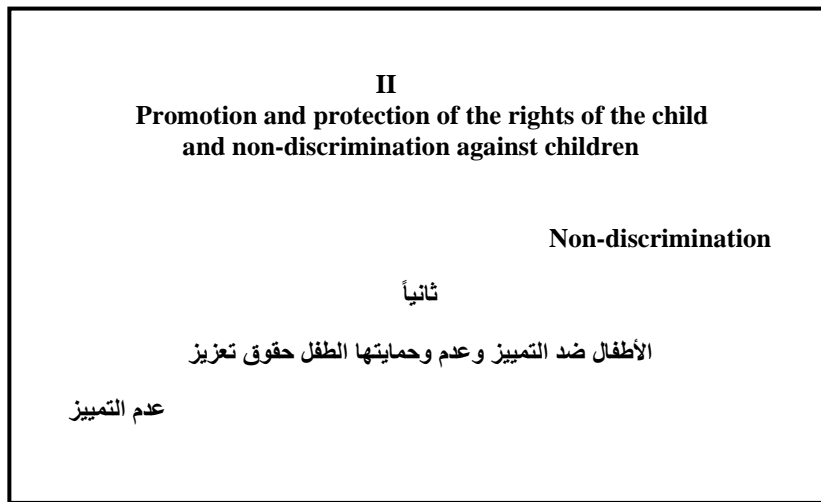 II
Promotion and protection of the rights of the child
and non-discrimination against children
Non-discrimination
ثانياً
الأطفال ضد التمييز وعدم وحمايتها الطفل حقوق تعزيز
عدم التمييز